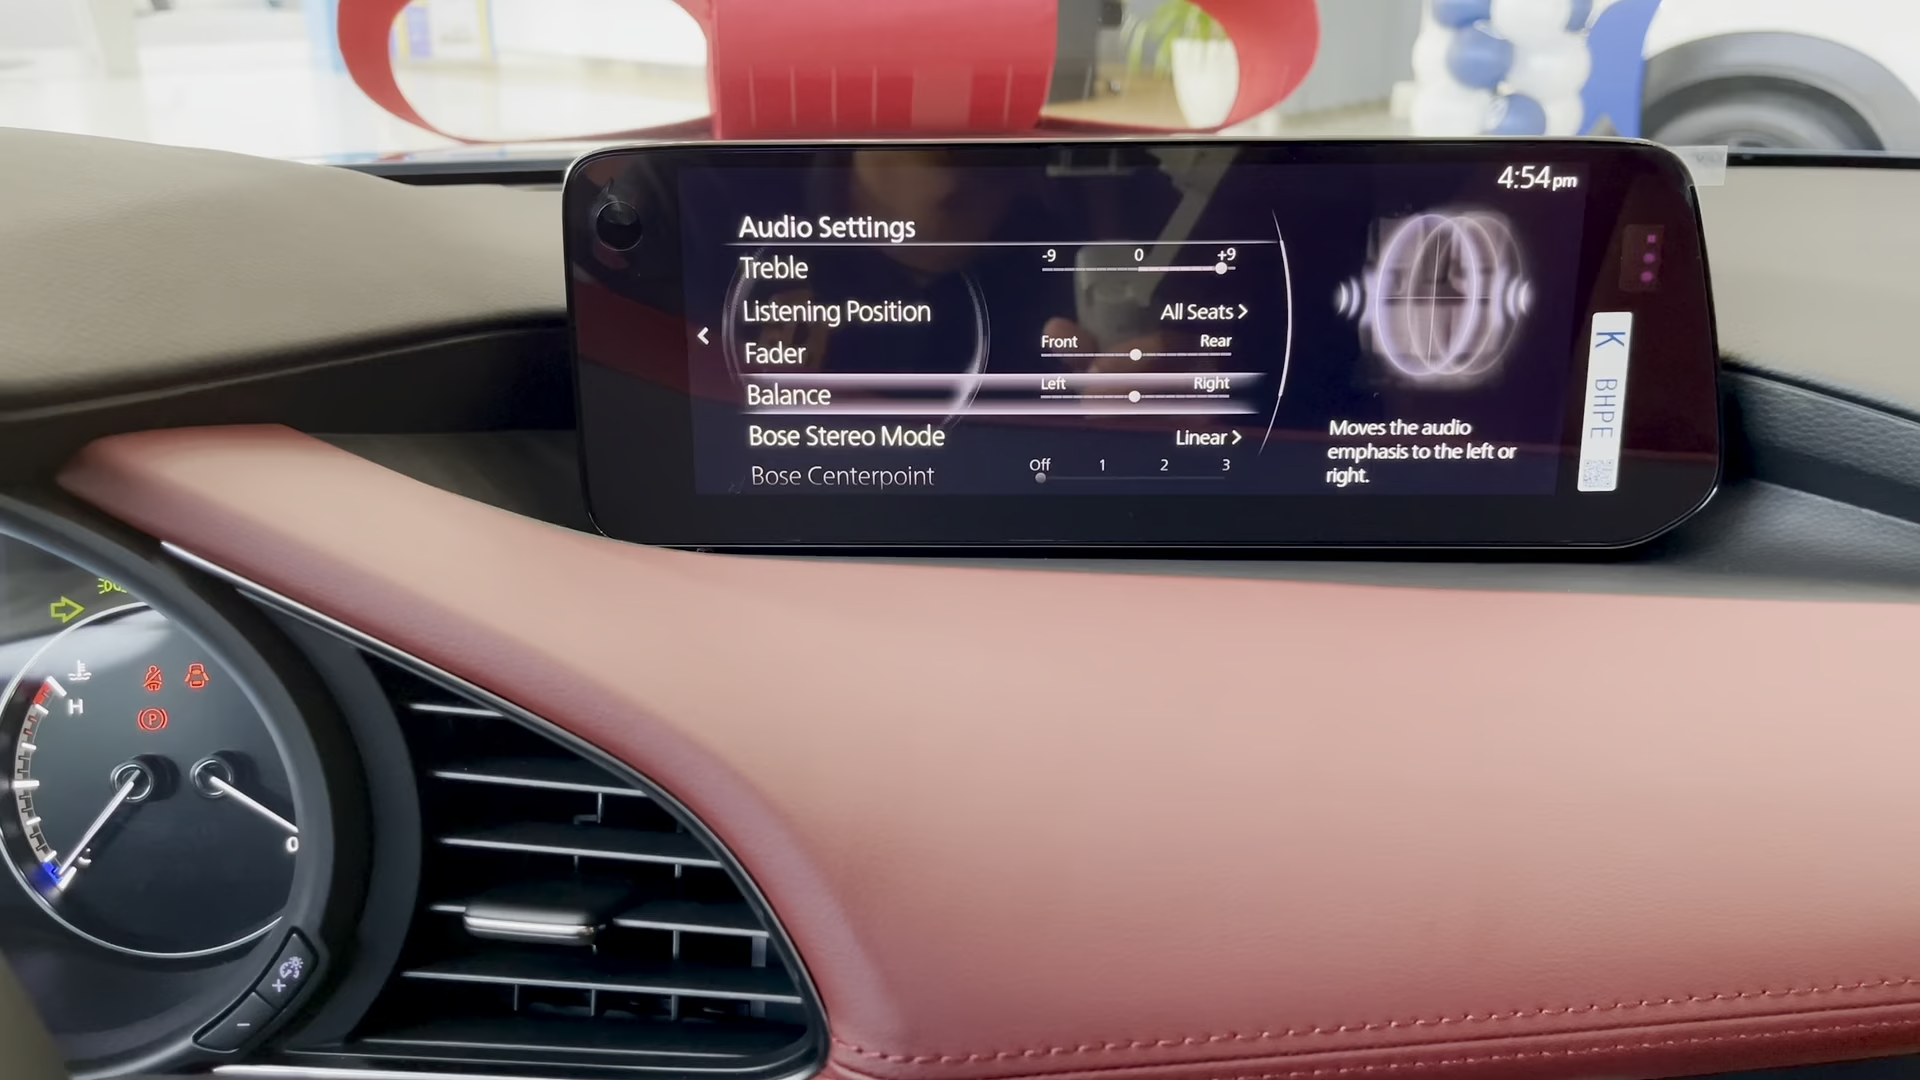 4:54pm
Audio Settings
Treble
-9 0 +9
Listening Position
All Seats >
Fader
Front Rear
Balance
Left Right
Bose Stereo Mode
Linear >
Bose Centerpoint
Off 1 2 3
Moves the audio
emphasis to the left or
right.
K BHPE
H
P
C
0
+
−